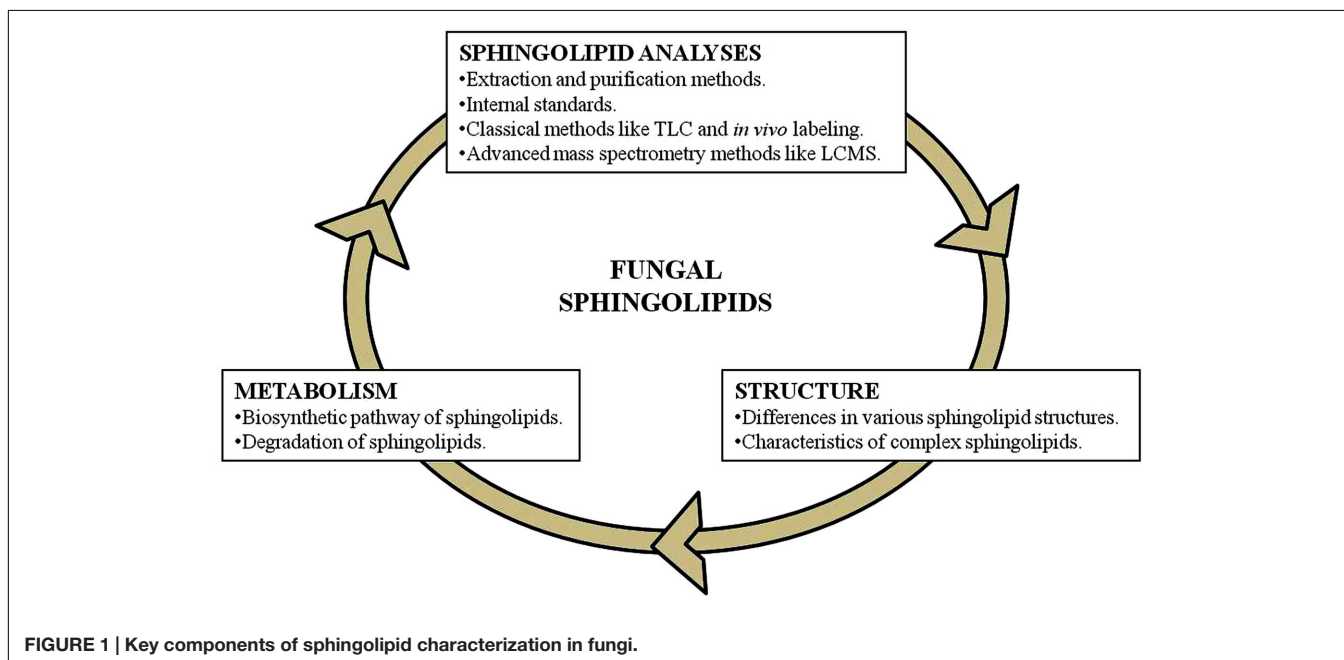 SPHINGOLIPID ANALYSES
•Extraction and purification methods.
•Internal standards.
•Classical methods like TLC and in vivo labeling.
•Advanced mass spectrometry methods like LCMS.
FUNGAL
SPHINGOLIPIDS
METABOLISM
•Biosynthetic pathway of sphingolipids.
•Degradation of sphingolipids.
STRUCTURE
•Differences in various sphingolipid structures.
•Characteristics of complex sphingolipids.
FIGURE 1 | Key components of sphingolipid characterization in fungi.